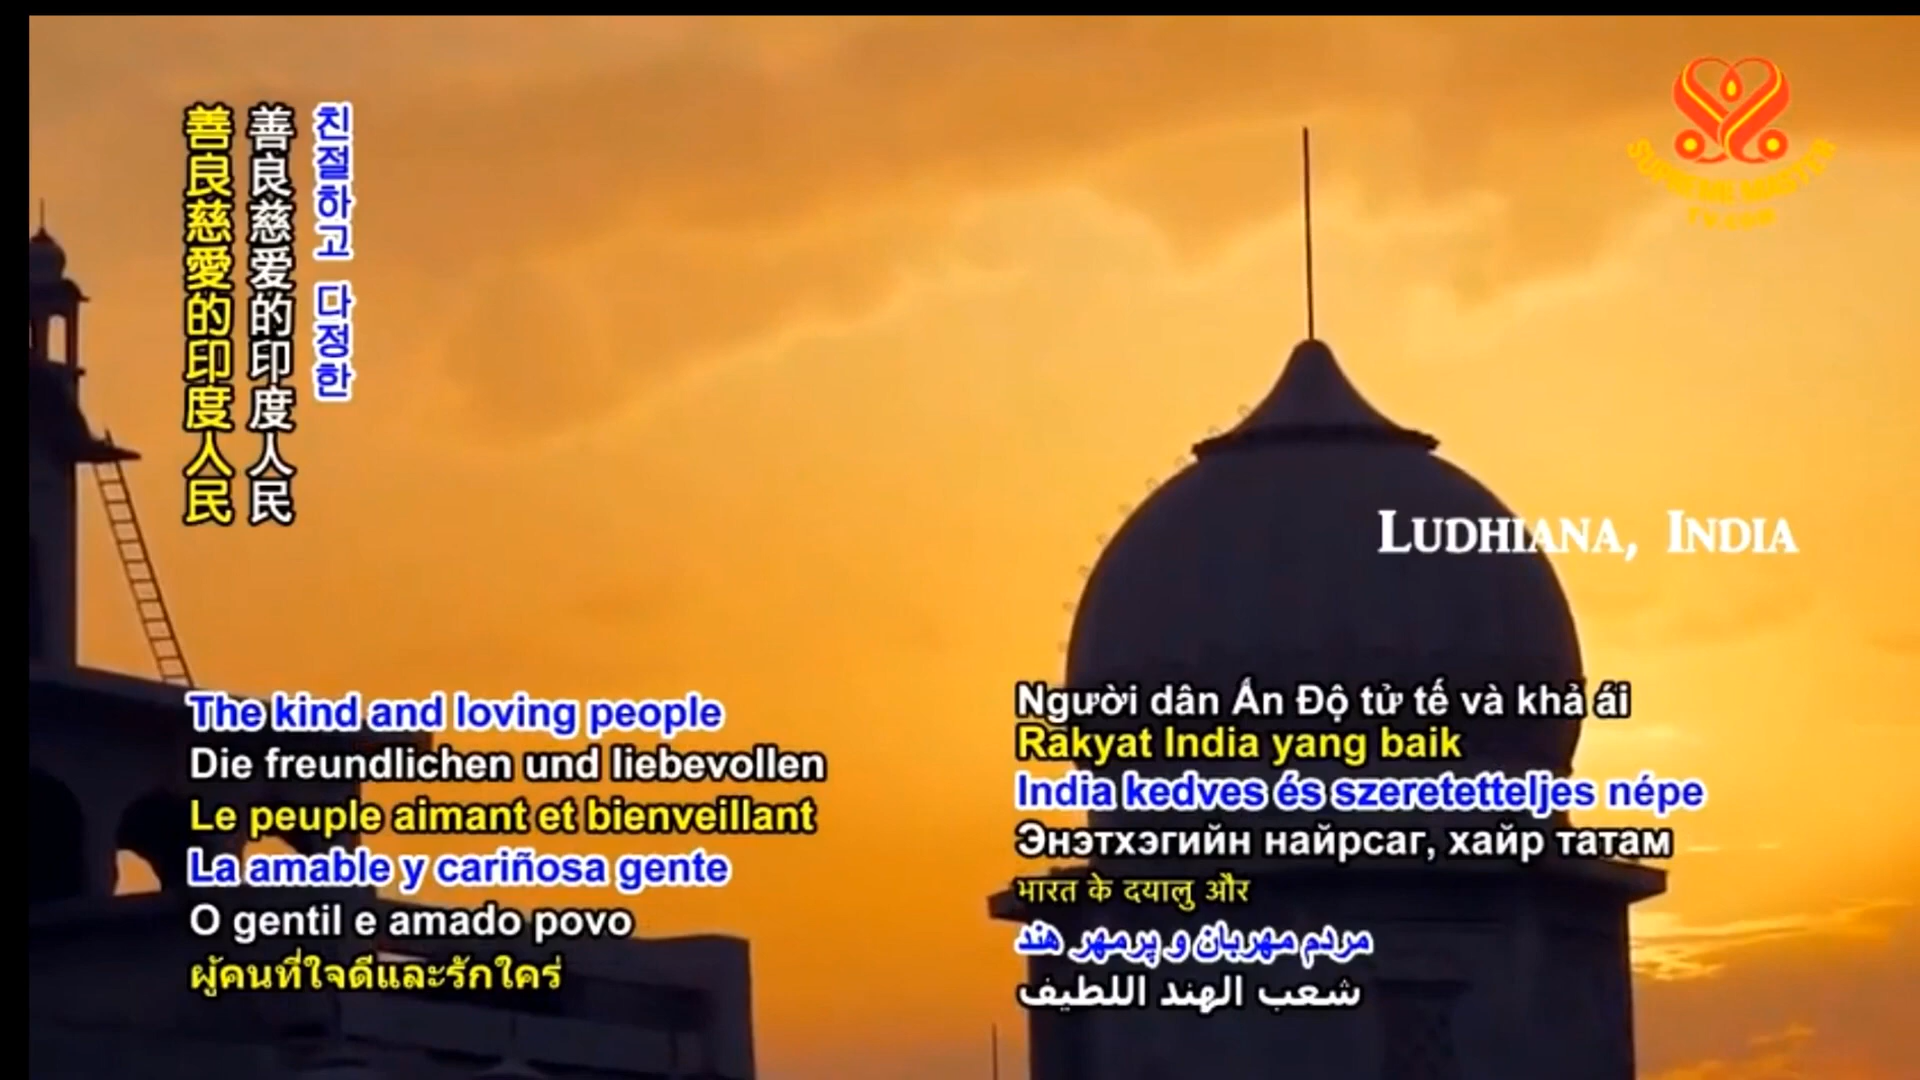 善良慈愛的印度人民
善良慈爱的印度人民
친절하고 다정한
SUPREME MASTER
TV.COM
LUDHIANA, INDIA
The kind and loving people
Die freundlichen und liebevollen
Le peuple aimant et bienveillant
La amable y cariñosa gente
O gentil e amado povo
ผู้คนที่ใจดีและรักใคร่
Người dân Ấn Độ tử tế và khả ái
Rakyat India yang baik
India kedves és szeretetteljes népe
Энэтхэгийн найрсаг, хайр татам
भारत के दयालु और
مردم مهربان و پرمهر هند
شعب الهند اللطيف